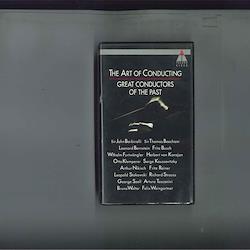 THE ART OF CONDUCTING
GREAT CONDUCTORS
OF THE PAST
Sir John Barbirolli Sir Thomas Beecham
Leonard Bernstein Fritz Busch
Wilhelm Furtwängler Herbert von Karajan
Otto Klemperer Serge Koussevitzky
Arthur Nikisch Fritz Reiner
Leopold Stokowski Richard Strauss
George Szell Arturo Toscanini
Bruno Walter Felix Weingartner